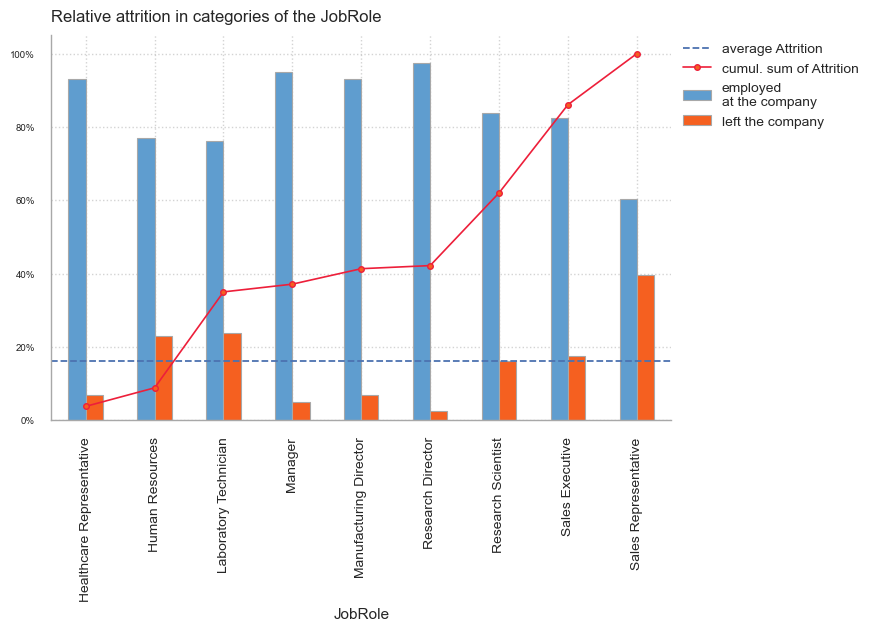 Relative attrition in categories of the JobRole
100%
80%
60%
40%
20%
0%
Healthcare Representative
Human Resources
Laboratory Technician
Manager
Manufacturing Director
Research Director
Research Scientist
Sales Executive
Sales Representative
JobRole
average Attrition
cumul. sum of Attrition
employed
at the company
left the company